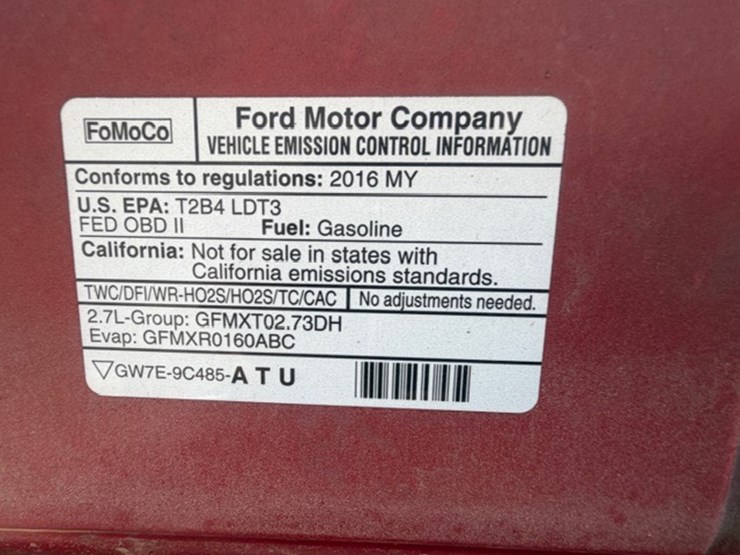 FoMoCo
Ford Motor Company
VEHICLE EMISSION CONTROL INFORMATION
Conforms to regulations: 2016 MY
U.S. EPA: T2B4 LDT3
FED OBD II Fuel: Gasoline
California: Not for sale in states with
California emissions standards.
TWC/DFI/WR-HO2S/HO2S/TC/CAC No adjustments needed.
2.7L-Group: GFMXT02.73DH
Evap: GFMXR0160ABC
▽GW7E-9C485-A T U